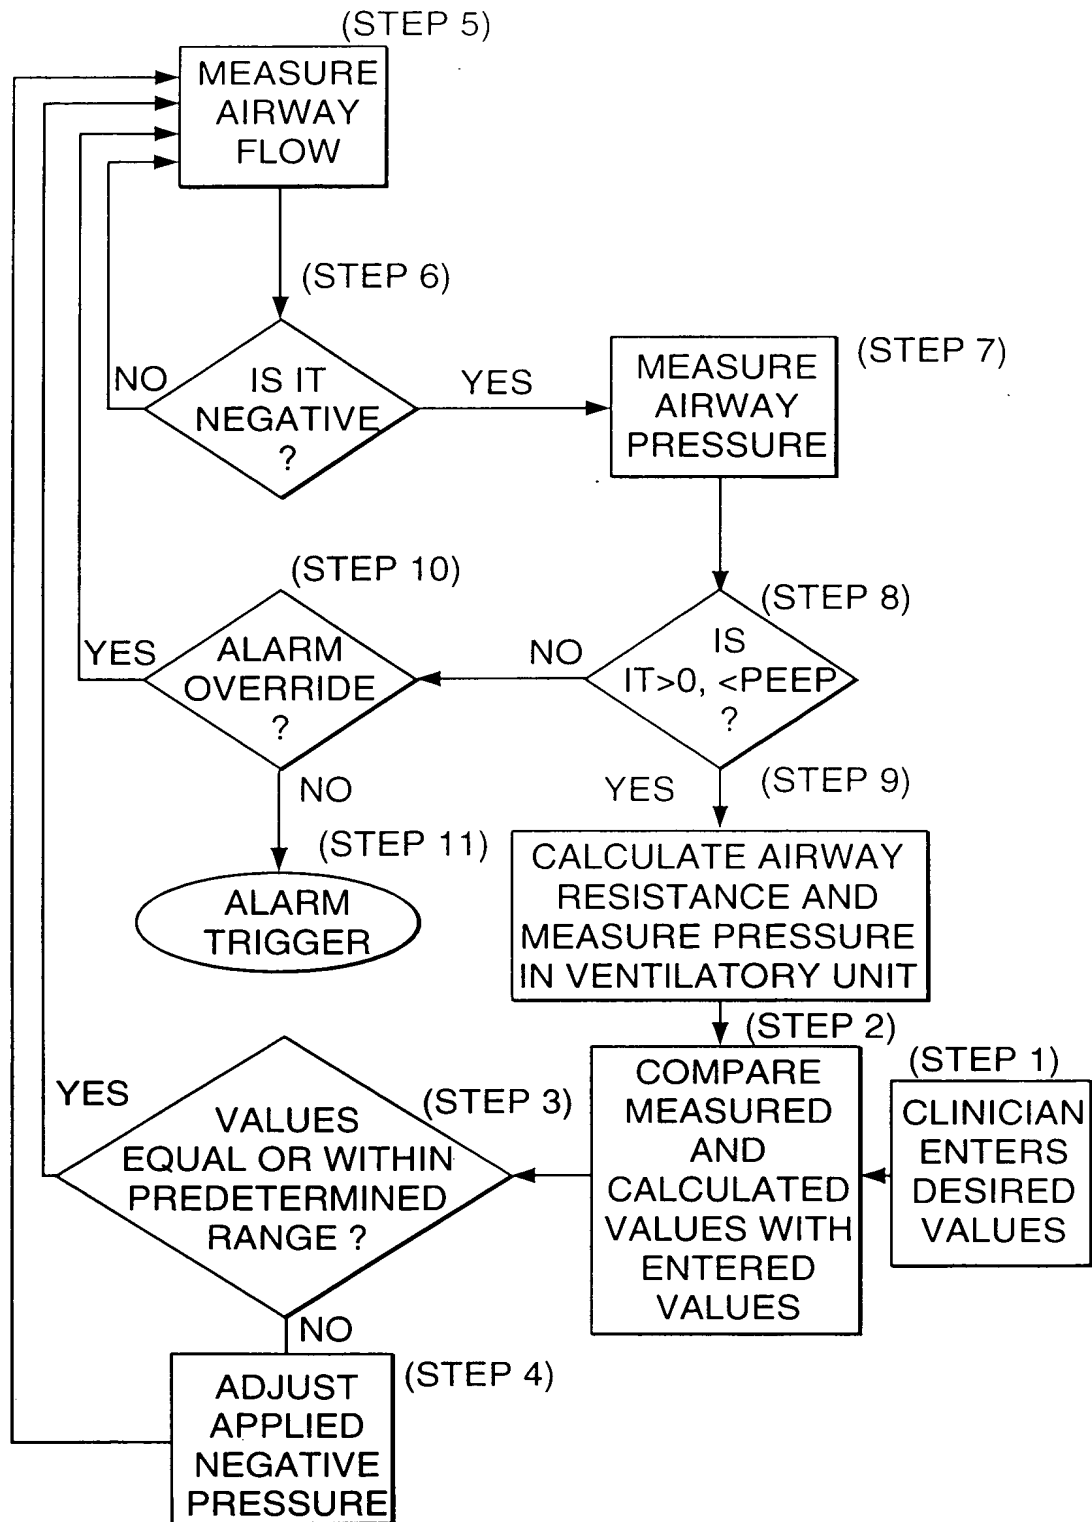 (STEP 5)
MEASURE
AIRWAY
FLOW
(STEP 6)
NO
IS IT
NEGATIVE
?
YES
(STEP 7)
MEASURE
AIRWAY
PRESSURE
(STEP 8)
IS
IT>0, <PEEP
?
NO
(STEP 10)
YES
ALARM
OVERRIDE
?
NO
(STEP 11)
ALARM
TRIGGER
YES
(STEP 9)
CALCULATE AIRWAY
RESISTANCE AND
MEASURE PRESSURE
IN VENTILATORY UNIT
(STEP 2)
COMPARE
MEASURED
AND
CALCULATED
VALUES WITH
ENTERED
VALUES
(STEP 1)
CLINICIAN
ENTERS
DESIRED
VALUES
(STEP 3)
YES
VALUES
EQUAL OR WITHIN
PREDETERMINED
RANGE ?
NO
(STEP 4)
ADJUST
APPLIED
NEGATIVE
PRESSURE